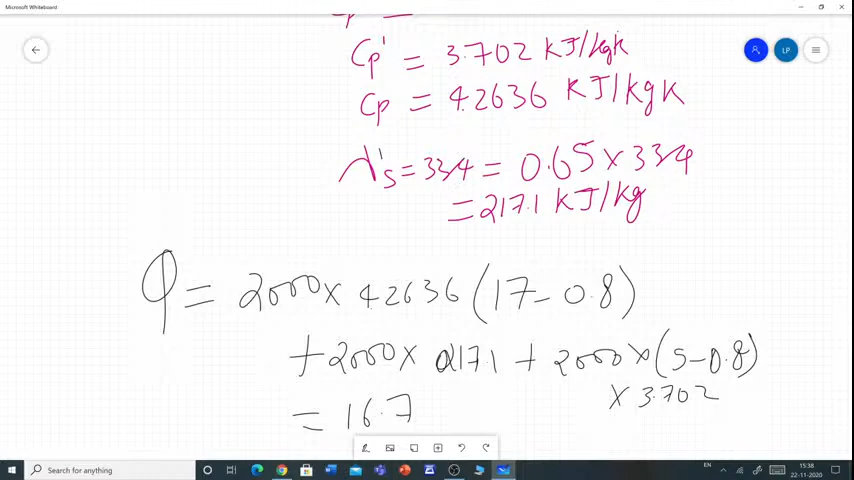 Microsoft Whiteboard
Cp' = 3.702 KJ/kgK
Cp = 4.2636 KJ/kgK
λ's = 334 = 0.65 × 334
= 217.1 KJ/kg
Q = 2000 × 4.2636 (17 - 0.8)
+ 2000 × 217.1 + 2000 × (5 - 0.8)
× 3.702
= 16.7
LP
Search for anything
EN
15:38
22-11-2020